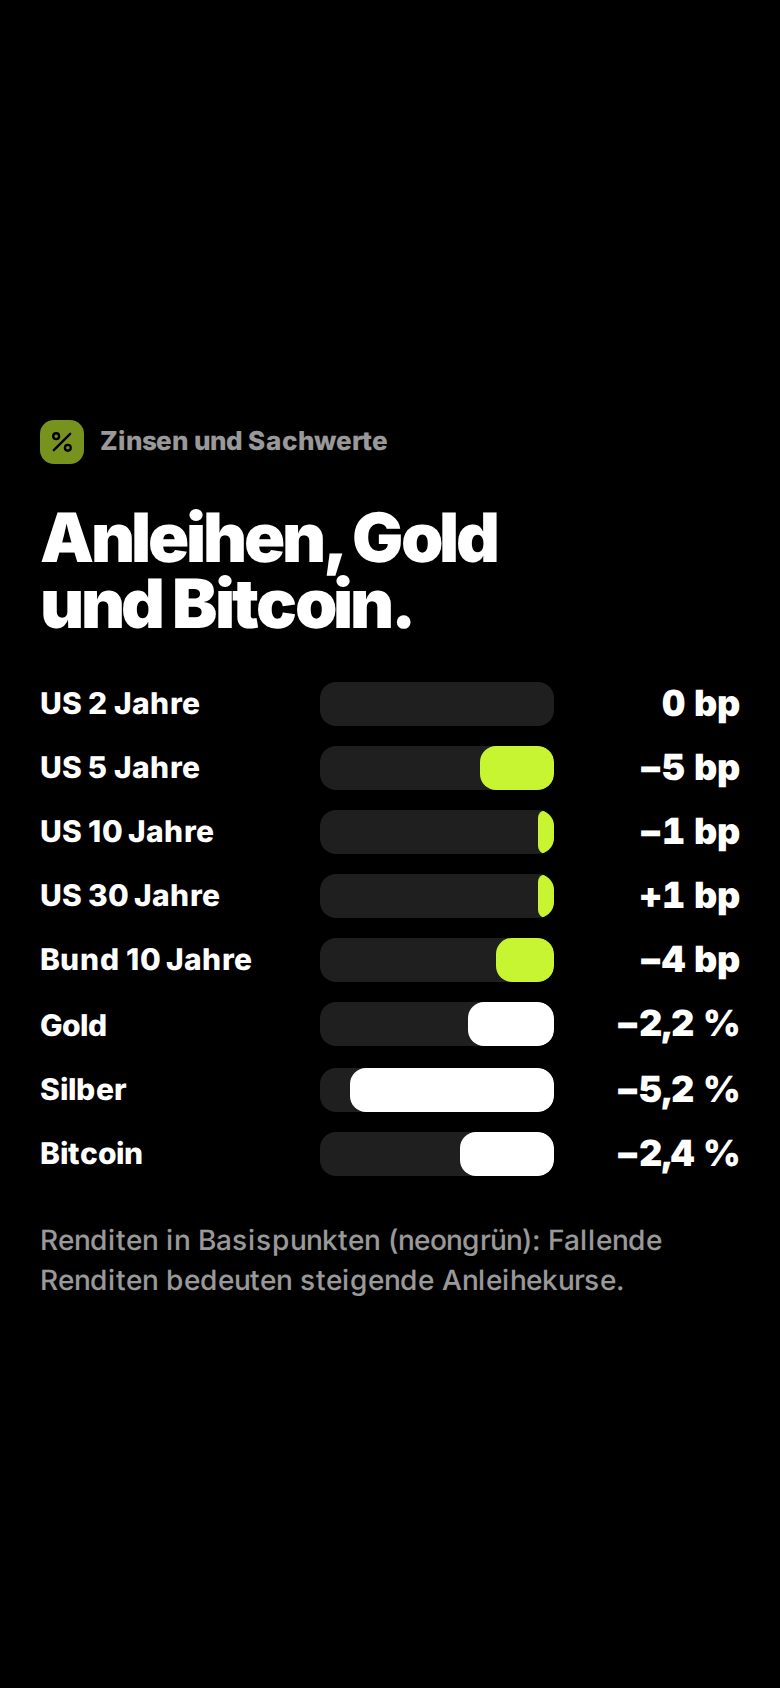 %
Zinsen und Sachwerte
Anleihen, Gold
und Bitcoin.
US 2 Jahre 0 bp
US 5 Jahre −5 bp
US 10 Jahre −1 bp
US 30 Jahre +1 bp
Bund 10 Jahre −4 bp
Gold −2,2 %
Silber −5,2 %
Bitcoin −2,4 %
Renditen in Basispunkten (neongrün): Fallende
Renditen bedeuten steigende Anleihekurse.